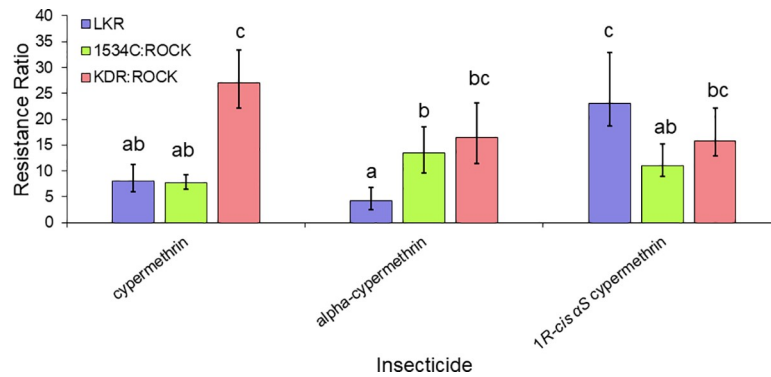 LKR
1534C:ROCK
KDR:ROCK
Resistance Ratio
40
35
30
25
20
15
10
5
0
ab
ab
c
a
b
bc
c
ab
bc
cypermethrin
alpha-cypermethrin
1R-cis αS cypermethrin
Insecticide